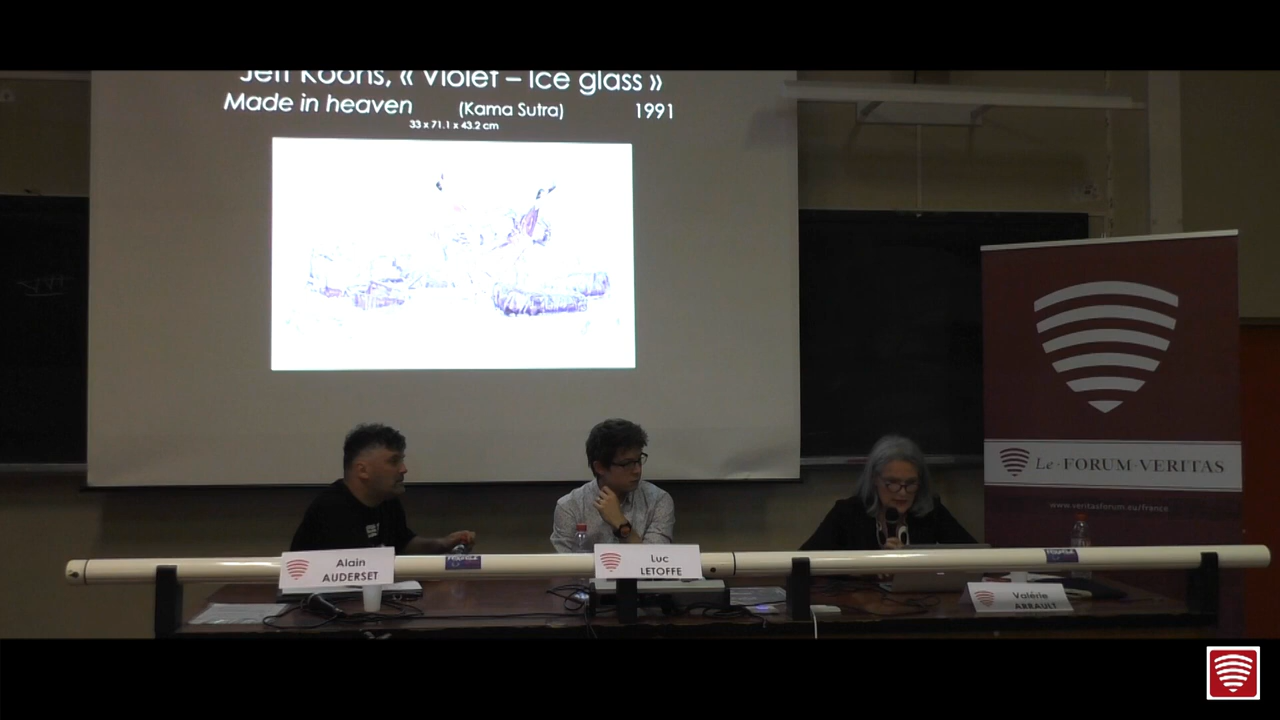 Jeff Koons, « Violet – Ice glass »
Made in heaven (Kama Sutra) 1991
33 x 71.1 x 43.2 cm
Le · FORUM · VERITAS
www.veritasforum.eu/france
Alain
AUDERSET
Luc
LETOFFE
Valérie
ARRAULT